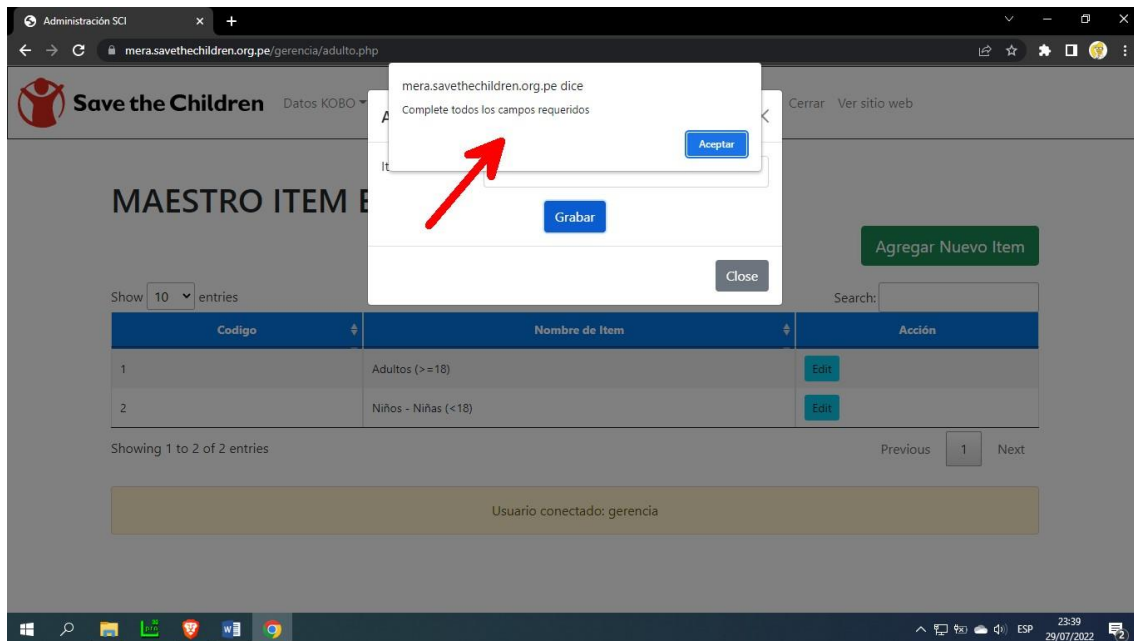 Administración SCI
mera.savethechildren.org.pe/gerencia/adulto.php
Save the Children Datos KOBO Cerrar Ver sitio web
mera.savethechildren.org.pe dice
Complete todos los campos requeridos
Aceptar
A
It
MAESTRO ITEM E
Grabar
Agregar Nuevo Item
Close
Show 10 entries Search:
Codigo Nombre de Item Acción
1 Adultos (>=18) Edit
2 Niños - Niñas (<18) Edit
Showing 1 to 2 of 2 entries Previous 1 Next
Usuario conectado: gerencia
ESP 23:39
29/07/2022